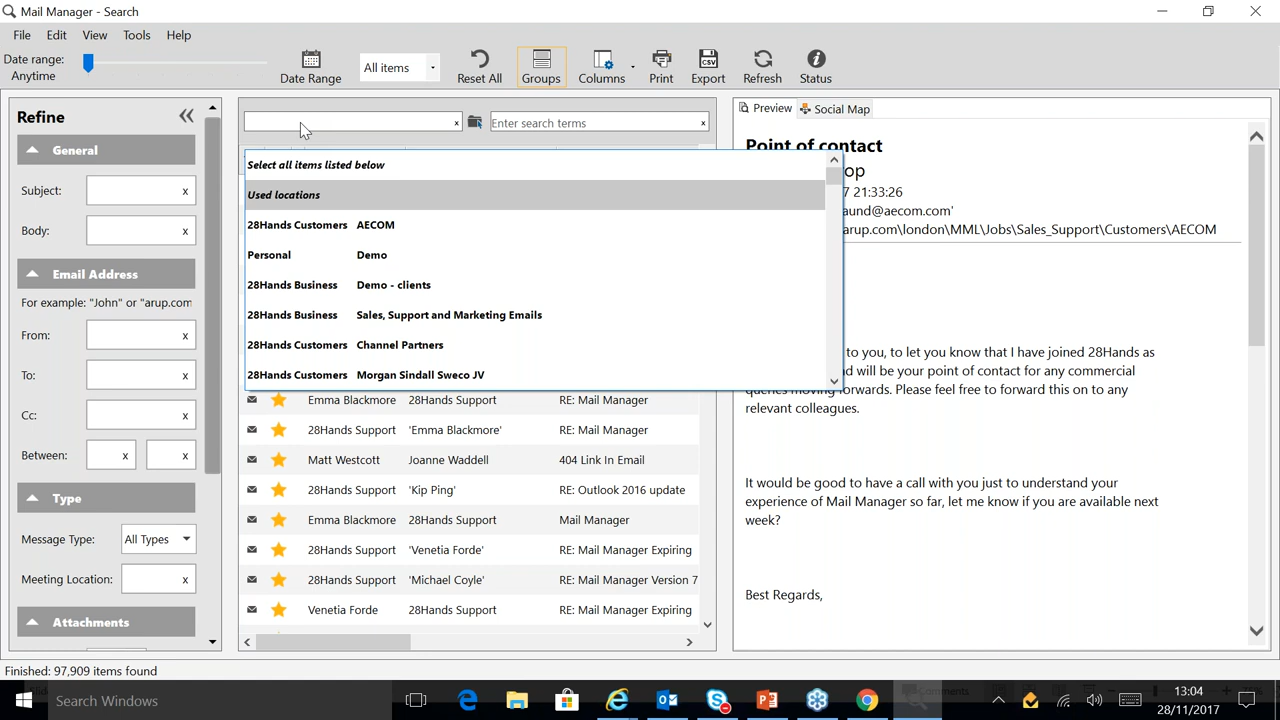 Mail Manager - Search
File Edit View Tools Help
Date range:
Anytime
Date Range
All items
Reset All
Groups
Columns
Print
Export
Refresh
Status
Refine
General
Subject: x
Body: x
Email Address
For example: "John" or "arup.com
From: x
To: x
Cc: x
Between: x x
Type
Message Type: All Types
Meeting Location: x
Attachments
x Enter search terms x
Select all items listed below
Used locations
28Hands Customers AECOM
Personal Demo
28Hands Business Demo - clients
28Hands Business Sales, Support and Marketing Emails
28Hands Customers Channel Partners
28Hands Customers Morgan Sindall Sweco JV
Emma Blackmore 28Hands Support RE: Mail Manager
28Hands Support 'Emma Blackmore' RE: Mail Manager
Matt Westcott Joanne Waddell 404 Link In Email
28Hands Support 'Kip Ping' RE: Outlook 2016 update
Emma Blackmore 28Hands Support Mail Manager
28Hands Support 'Venetia Forde' RE: Mail Manager Expiring
28Hands Support 'Michael Coyle' RE: Mail Manager Version 7
Venetia Forde 28Hands Support RE: Mail Manager Expiring
Preview Social Map
Point of contact
op
7 21:33:26
aund@aecom.com'
arup.com\london\MML\Jobs\Sales_Support\Customers\AECOM
to you, to let you know that I have joined 28Hands as
d will be your point of contact for any commercial
queries moving forwards. Please feel free to forward this on to any
relevant colleagues.
It would be good to have a call with you just to understand your
experience of Mail Manager so far, let me know if you are available next
week?
Best Regards,
Finished: 97,909 items found
Search Windows
Comments
13:04
28/11/2017